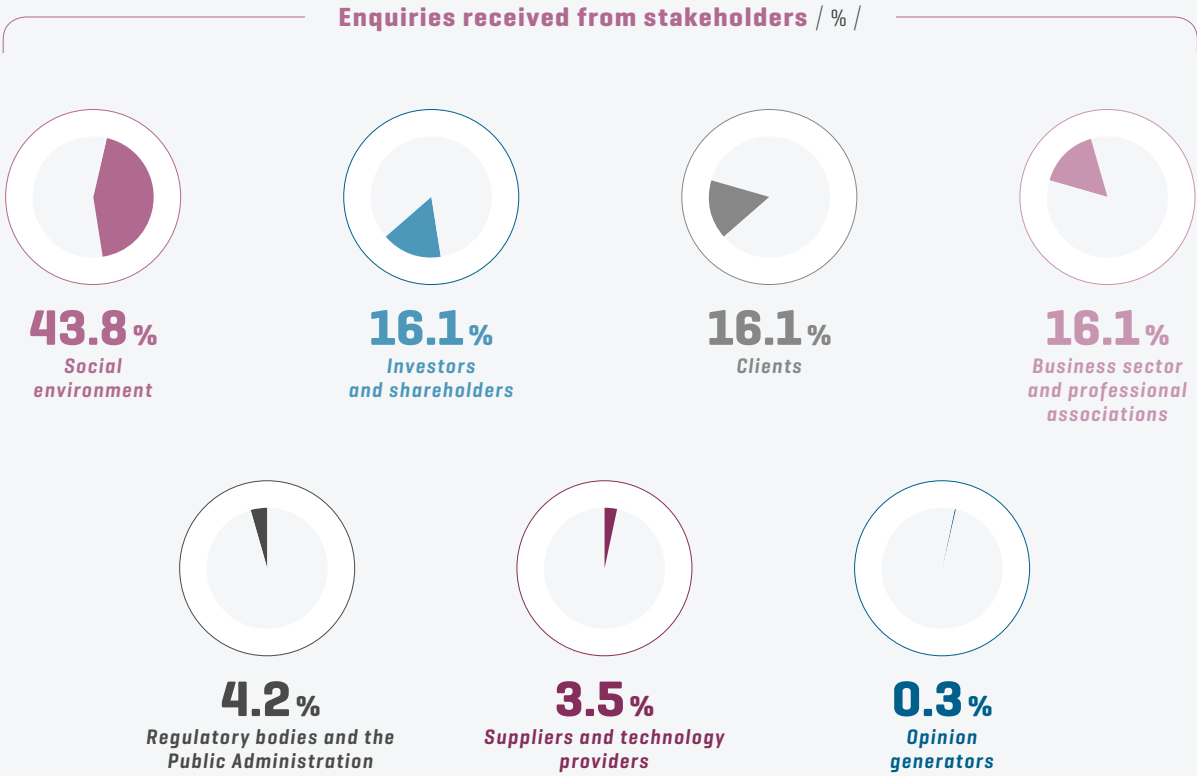 Enquiries received from stakeholders / % /
43.8 %
Social
environment
16.1 %
Investors
and shareholders
16.1 %
Clients
16.1 %
Business sector
and professional
associations
4.2 %
Regulatory bodies and the
Public Administration
3.5 %
Suppliers and technology
providers
0.3 %
Opinion
generators